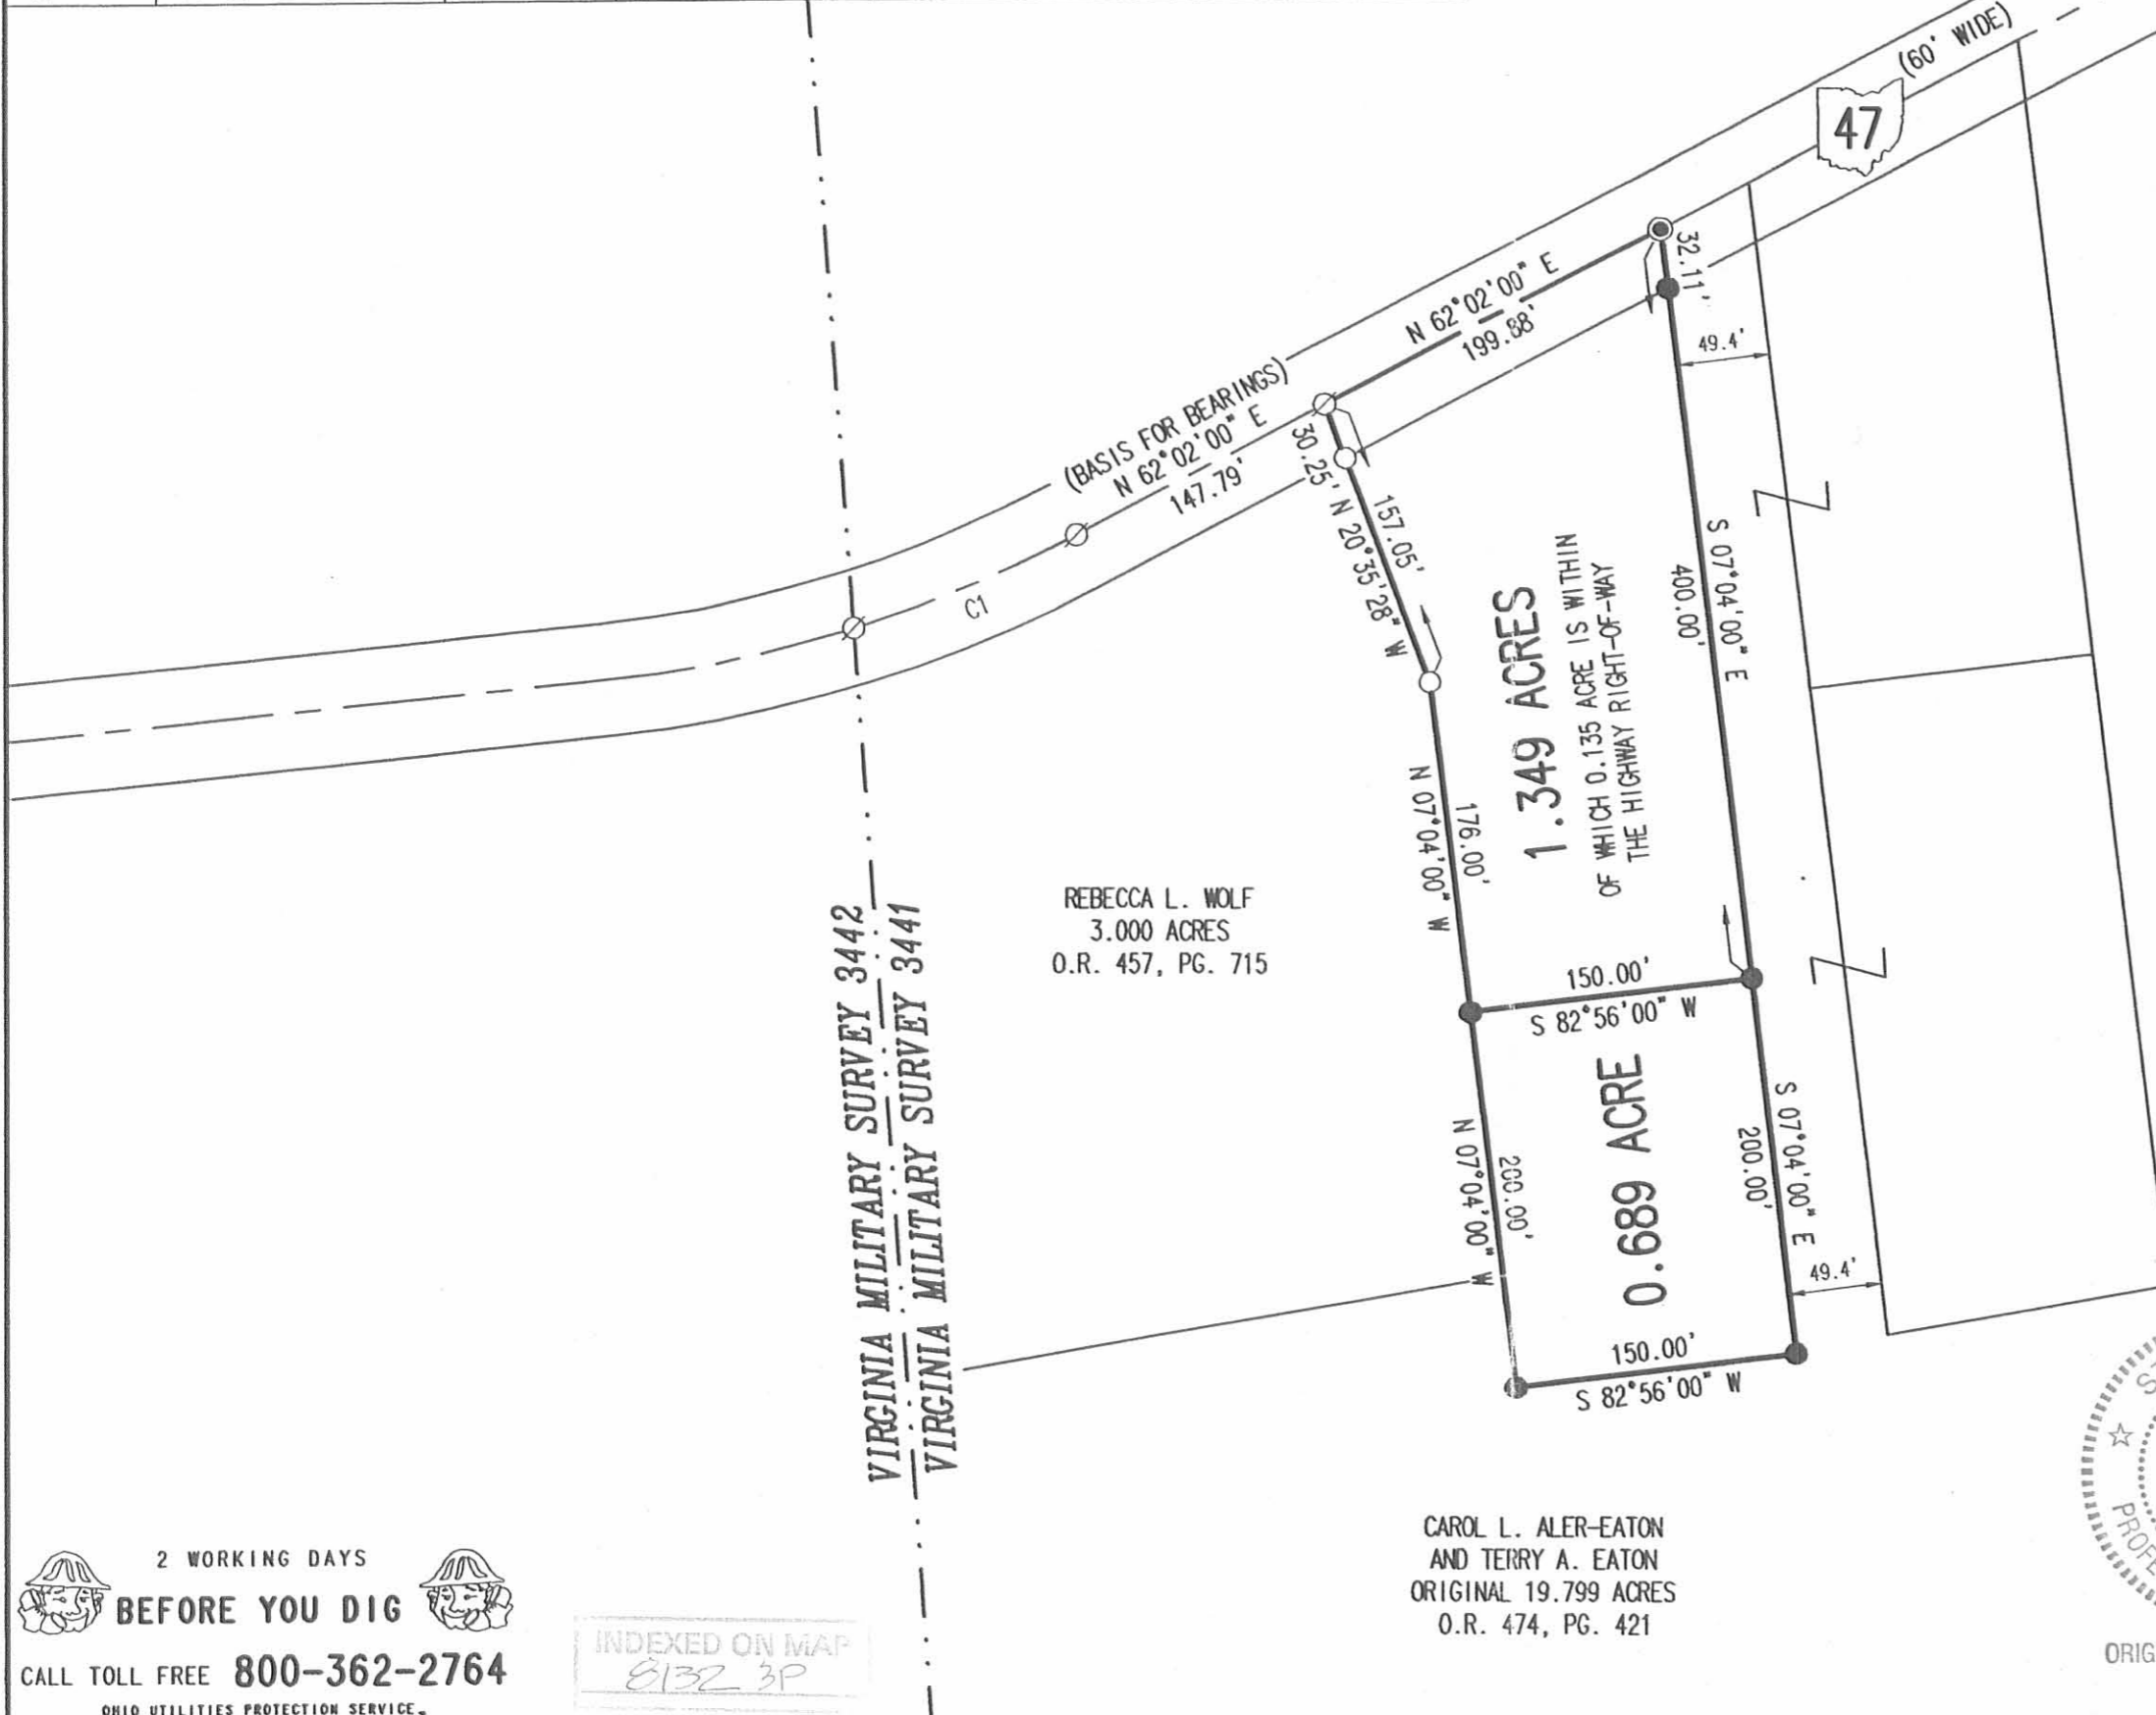 (60' WIDE)
47
32.11'
N 62°02'00" E
199.88'
49.4'
(BASIS FOR BEARINGS)
N 62°02'00" E
147.79'
30.25'
N 20°35'28" W
157.05'
C1
S 07°04'00" E
400.00'
1.349 ACRES
OF WHICH 0.135 ACRE IS WITHIN
THE HIGHWAY RIGHT-OF-WAY
N 07°04'00" W
176.00'
REBECCA L. WOLF
3.000 ACRES
O.R. 457, PG. 715
VIRGINIA MILITARY SURVEY 3442
VIRGINIA MILITARY SURVEY 3441
150.00'
S 82°56'00" W
0.689 ACRE
N 07°04'00" W
200.00'
S 07°04'00" E
200.00'
49.4'
150.00'
S 82°56'00" W
CAROL L. ALER-EATON
AND TERRY A. EATON
ORIGINAL 19.799 ACRES
O.R. 474, PG. 421
2 WORKING DAYS
BEFORE YOU DIG
CALL TOLL FREE 800-362-2764
OHIO UTILITIES PROTECTION SERVICE.
INDEXED ON MAP
8132 3P
ORIG